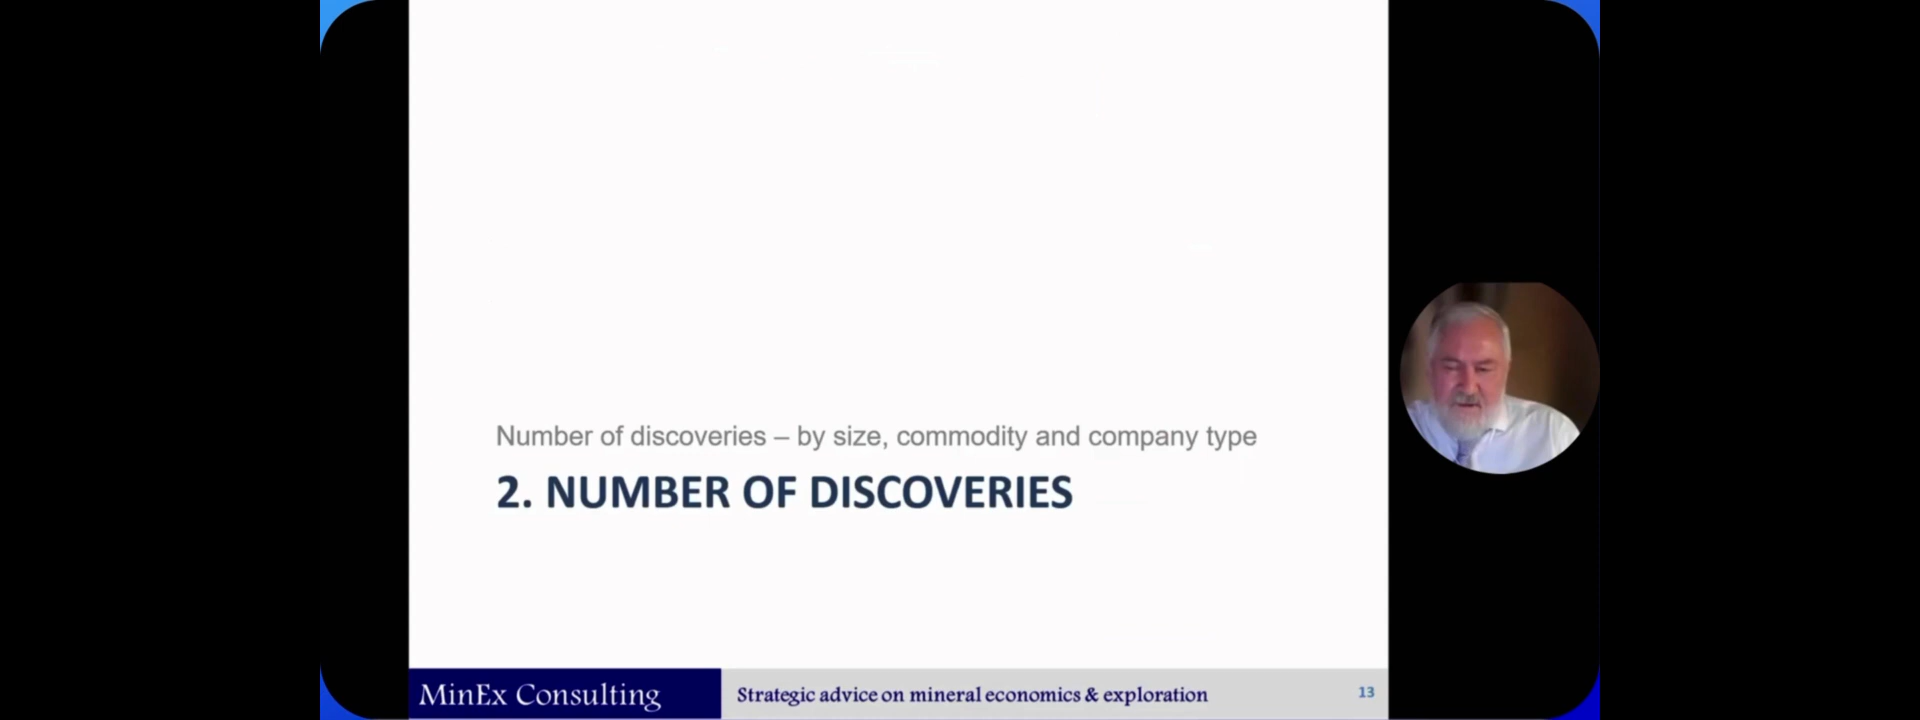 Number of discoveries – by size, commodity and company type
2. NUMBER OF DISCOVERIES
MinEx Consulting
Strategic advice on mineral economics & exploration
13